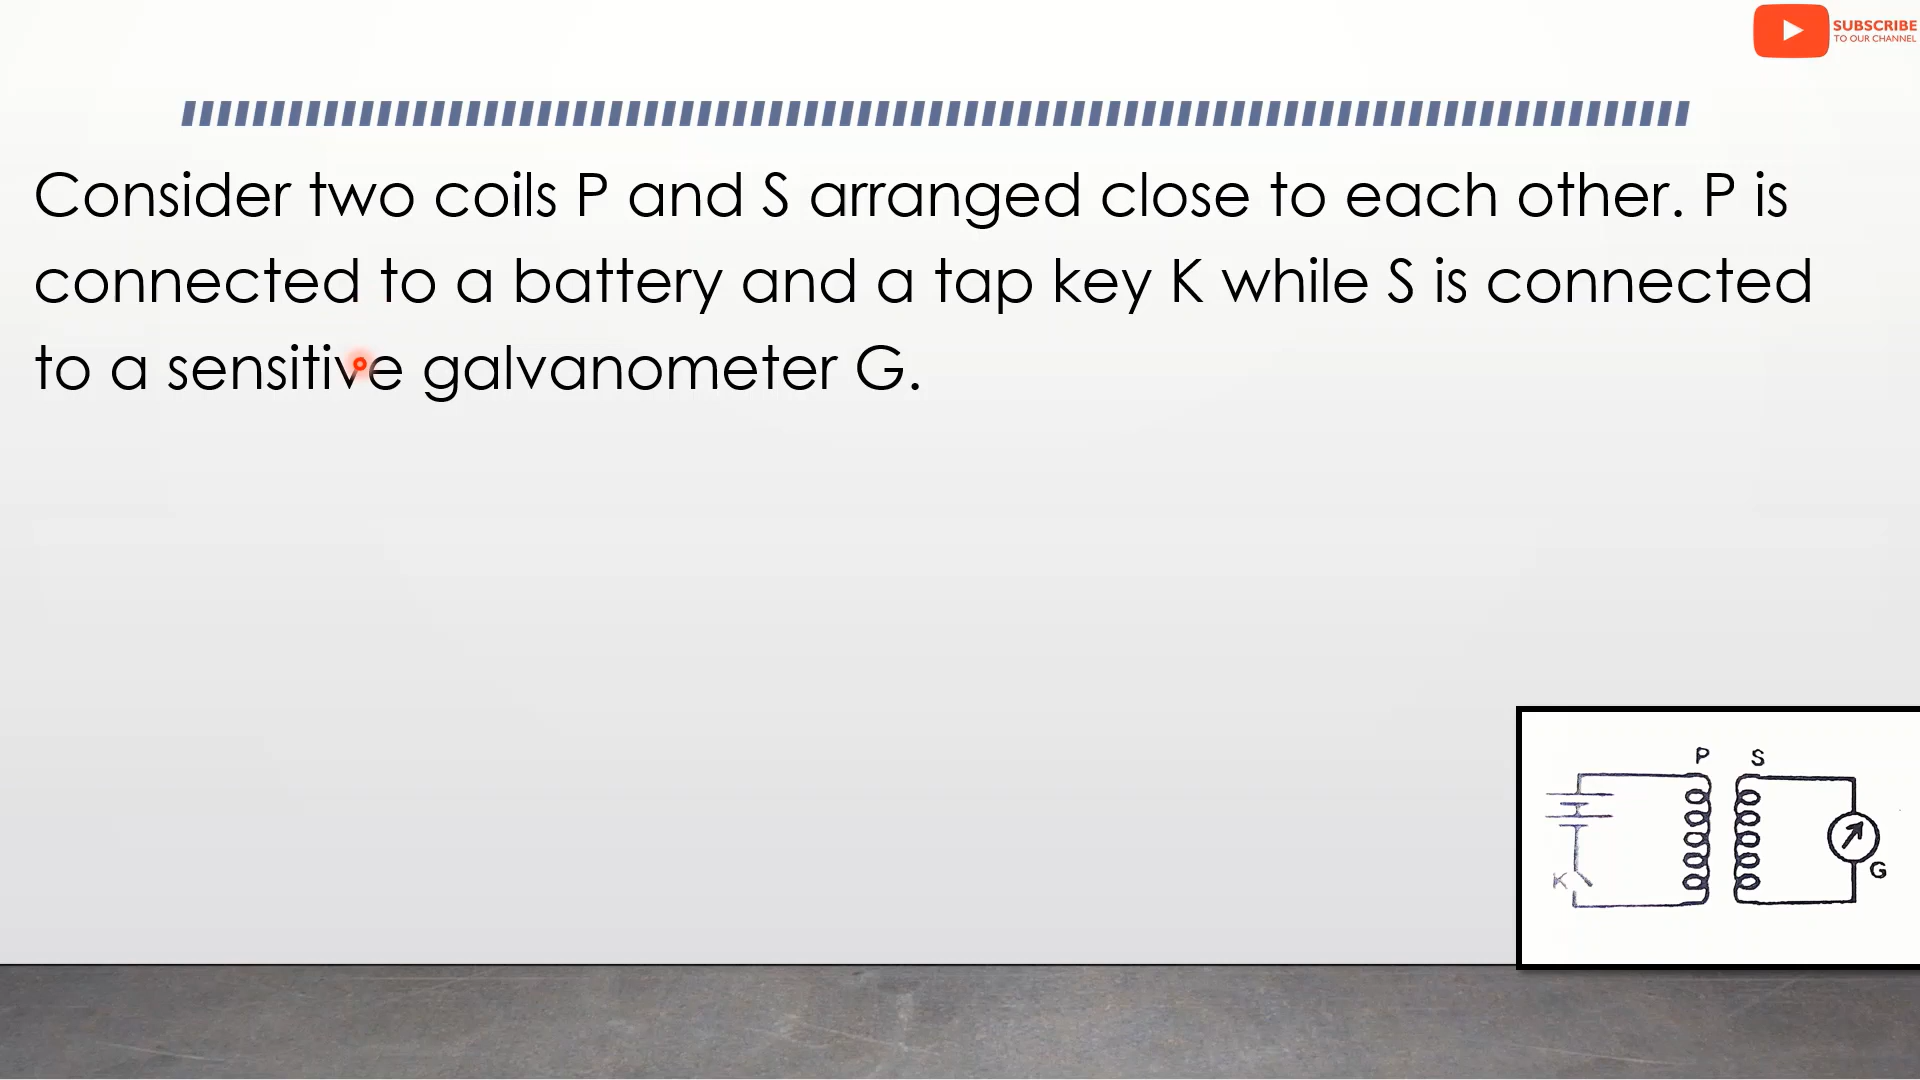 SUBSCRIBE
TO OUR CHANNEL
Consider two coils P and S arranged close to each other. P is
connected to a battery and a tap key K while S is connected
to a sensitive galvanometer G.
P S
K
G